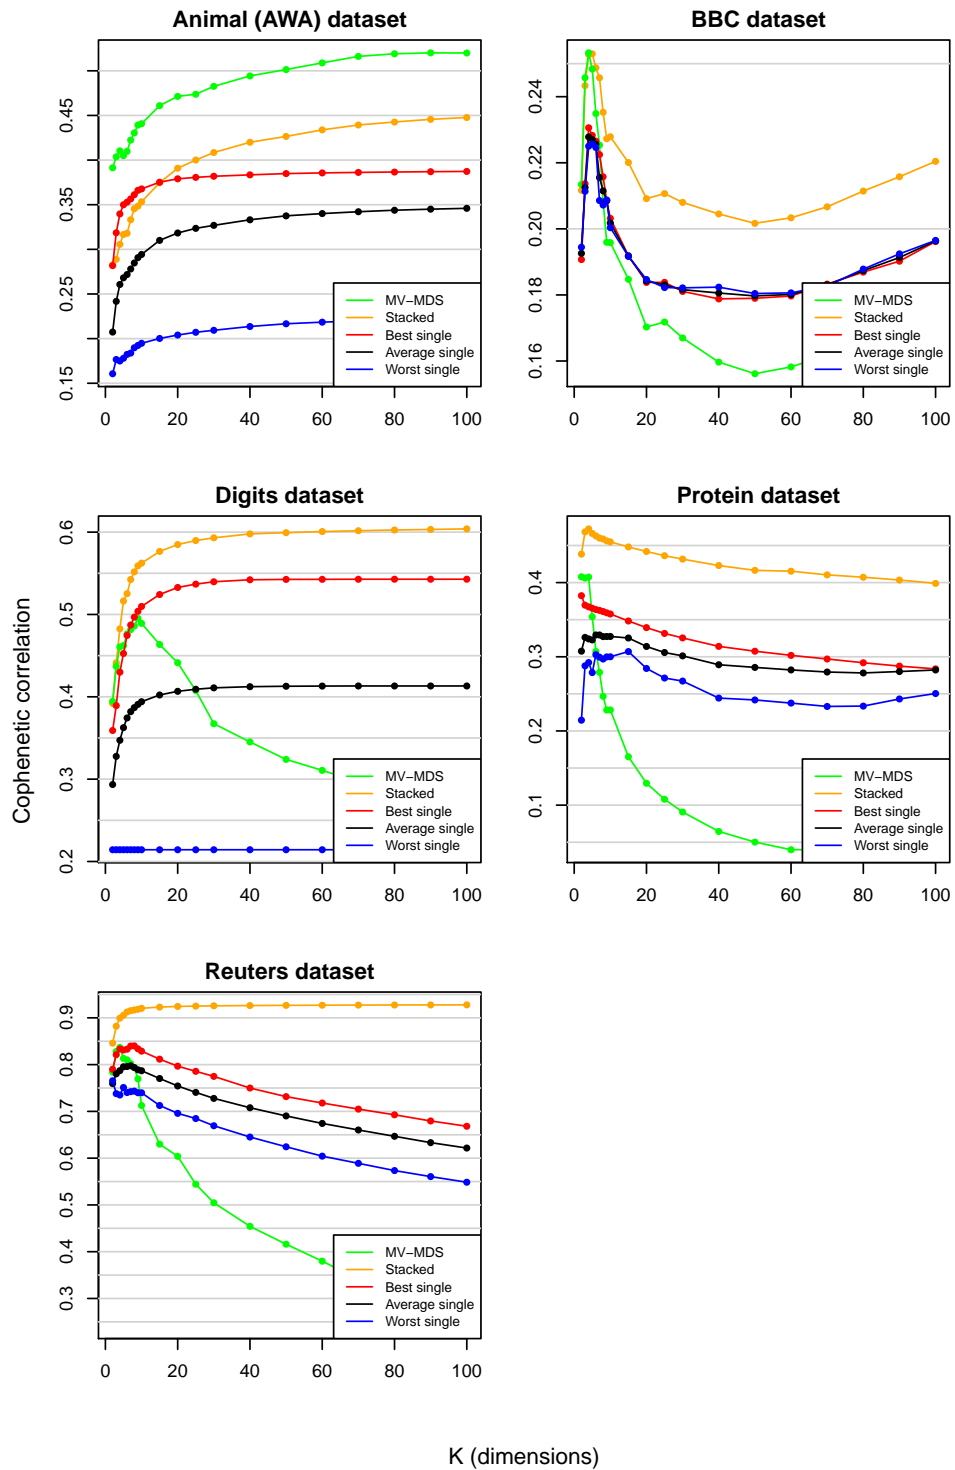 Animal (AWA) dataset
0.15 0.25 0.35 0.45
0 20 40 60 80 100
MV−MDS
Stacked
Best single
Average single
Worst single
BBC dataset
0.16 0.18 0.20 0.22 0.24
0 20 40 60 80 100
MV−MDS
Stacked
Best single
Average single
Worst single
Digits dataset
0.2 0.3 0.4 0.5 0.6
0 20 40 60 80 100
MV−MDS
Stacked
Best single
Average single
Worst single
Protein dataset
0.1 0.2 0.3 0.4
0 20 40 60 80 100
MV−MDS
Stacked
Best single
Average single
Worst single
Cophenetic correlation
Reuters dataset
0.3 0.4 0.5 0.6 0.7 0.8 0.9
0 20 40 60 80 100
MV−MDS
Stacked
Best single
Average single
Worst single
K (dimensions)